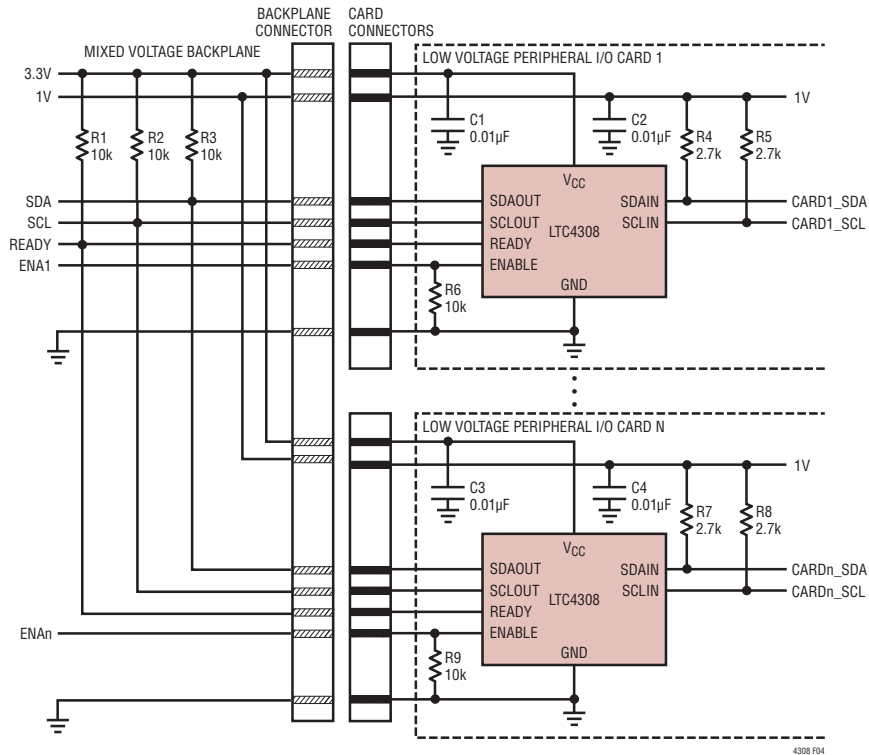 BACKPLANE
CONNECTOR
CARD
CONNECTORS
MIXED VOLTAGE BACKPLANE
LOW VOLTAGE PERIPHERAL I/O CARD 1
3.3V
1V
1V
R1
10k
R2
10k
R3
10k
C1
0.01µF
C2
0.01µF
R4
2.7k
R5
2.7k
VCC
SDA
SCL
READY
ENA1
SDAOUT
SCLOUT
READY
ENABLE
LTC4308
SDAIN
SCLIN
GND
CARD1_SDA
CARD1_SCL
R6
10k
LOW VOLTAGE PERIPHERAL I/O CARD N
1V
C3
0.01µF
C4
0.01µF
R7
2.7k
R8
2.7k
VCC
SDAOUT
SCLOUT
READY
ENABLE
LTC4308
SDAIN
SCLIN
GND
CARDn_SDA
CARDn_SCL
ENAn
R9
10k
4308 F04